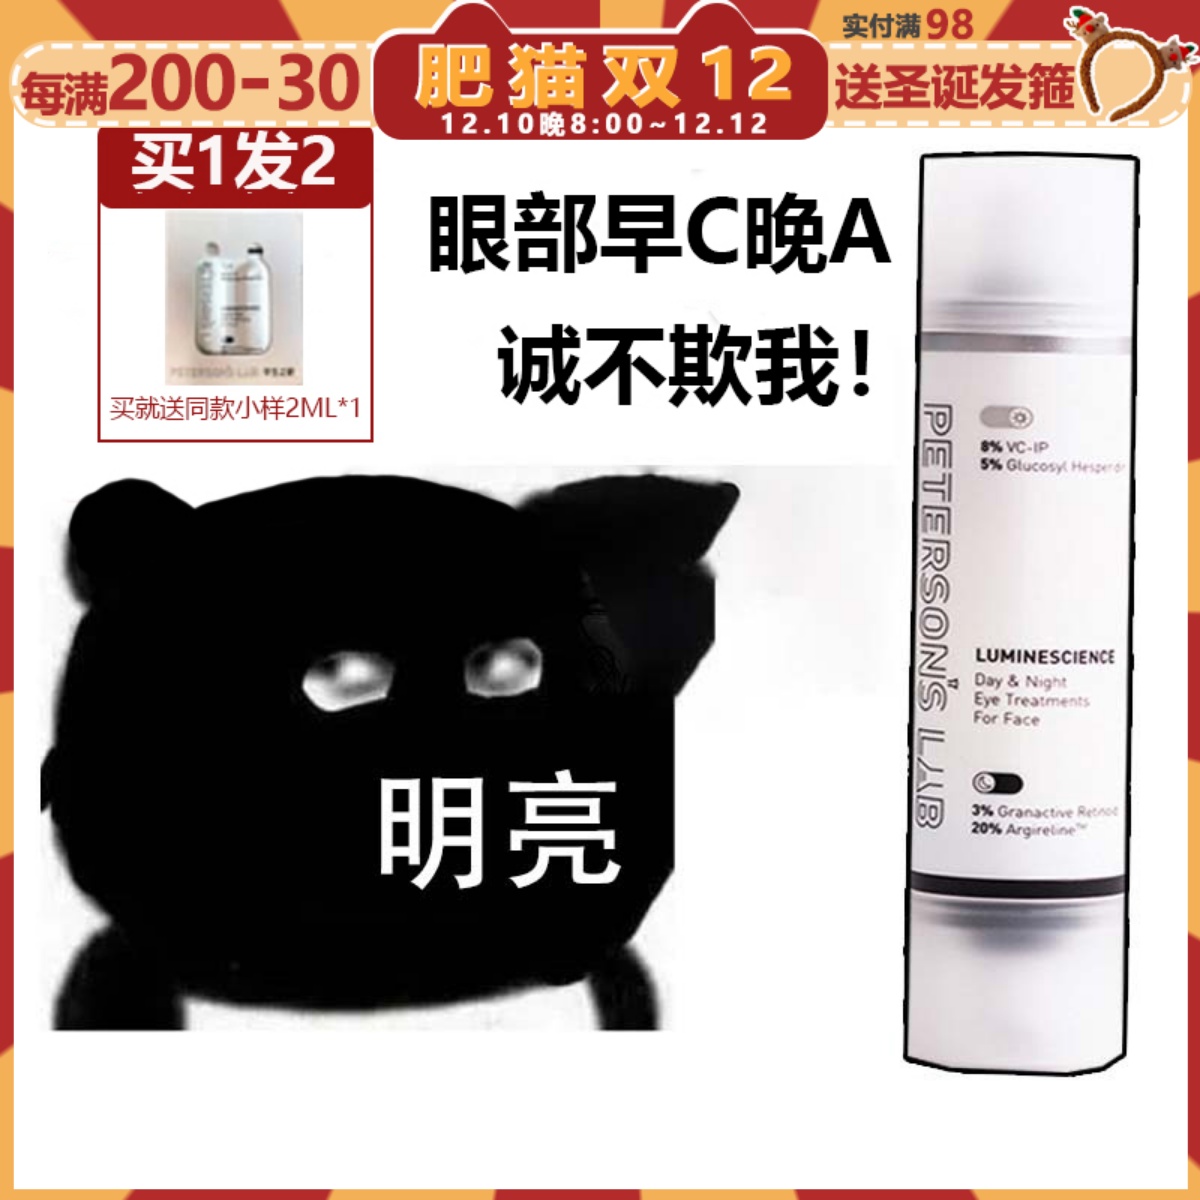 每满200-30
肥猫双12
12.10晚8:00~12.12
实付满98
送圣诞发箍
买1发2
买就送同款小样2ML*1
眼部早C晚A
诚不欺我!
明亮
PETERSON'S LAB
8% VC-IP
5% Glucosyl Hesperidin
LUMINESCIENCE
Day & Night
Eye Treatments
For Face
3% Granactive Retinoid
20% Argireline™